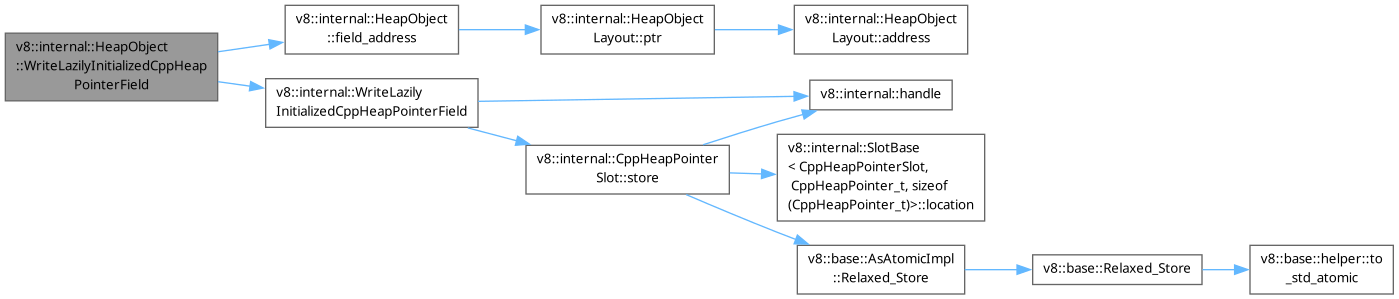 v8::internal::HeapObject
::WriteLazilyInitializedCppHeap
PointerField
v8::internal::HeapObject
::field_address
v8::internal::HeapObject
Layout::ptr
v8::internal::HeapObject
Layout::address
v8::internal::WriteLazily
InitializedCppHeapPointerField
v8::internal::handle
v8::internal::CppHeapPointer
Slot::store
v8::internal::SlotBase
< CppHeapPointerSlot,
CppHeapPointer_t, sizeof
(CppHeapPointer_t)>::location
v8::base::AsAtomicImpl
::Relaxed_Store
v8::base::Relaxed_Store
v8::base::helper::to
_std_atomic